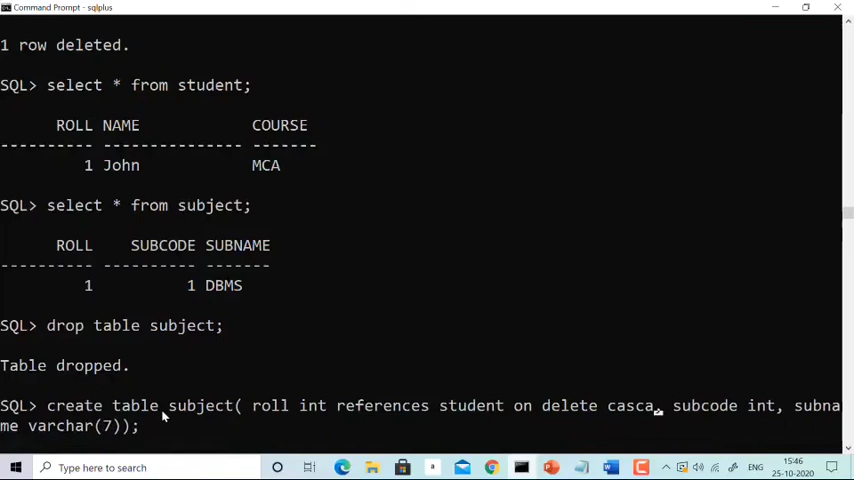 Command Prompt - sqlplus
1 row deleted.
SQL> select * from student;
ROLL NAME COURSE
---------- --------------- -------
1 John MCA
SQL> select * from subject;
ROLL SUBCODE SUBNAME
---------- ---------- -------
1 1 DBMS
SQL> drop table subject;
Table dropped.
SQL> create table subject( roll int references student on delete casca, subcode int, subna
me varchar(7));
Type here to search
a
ENG
15:46
25-10-2020